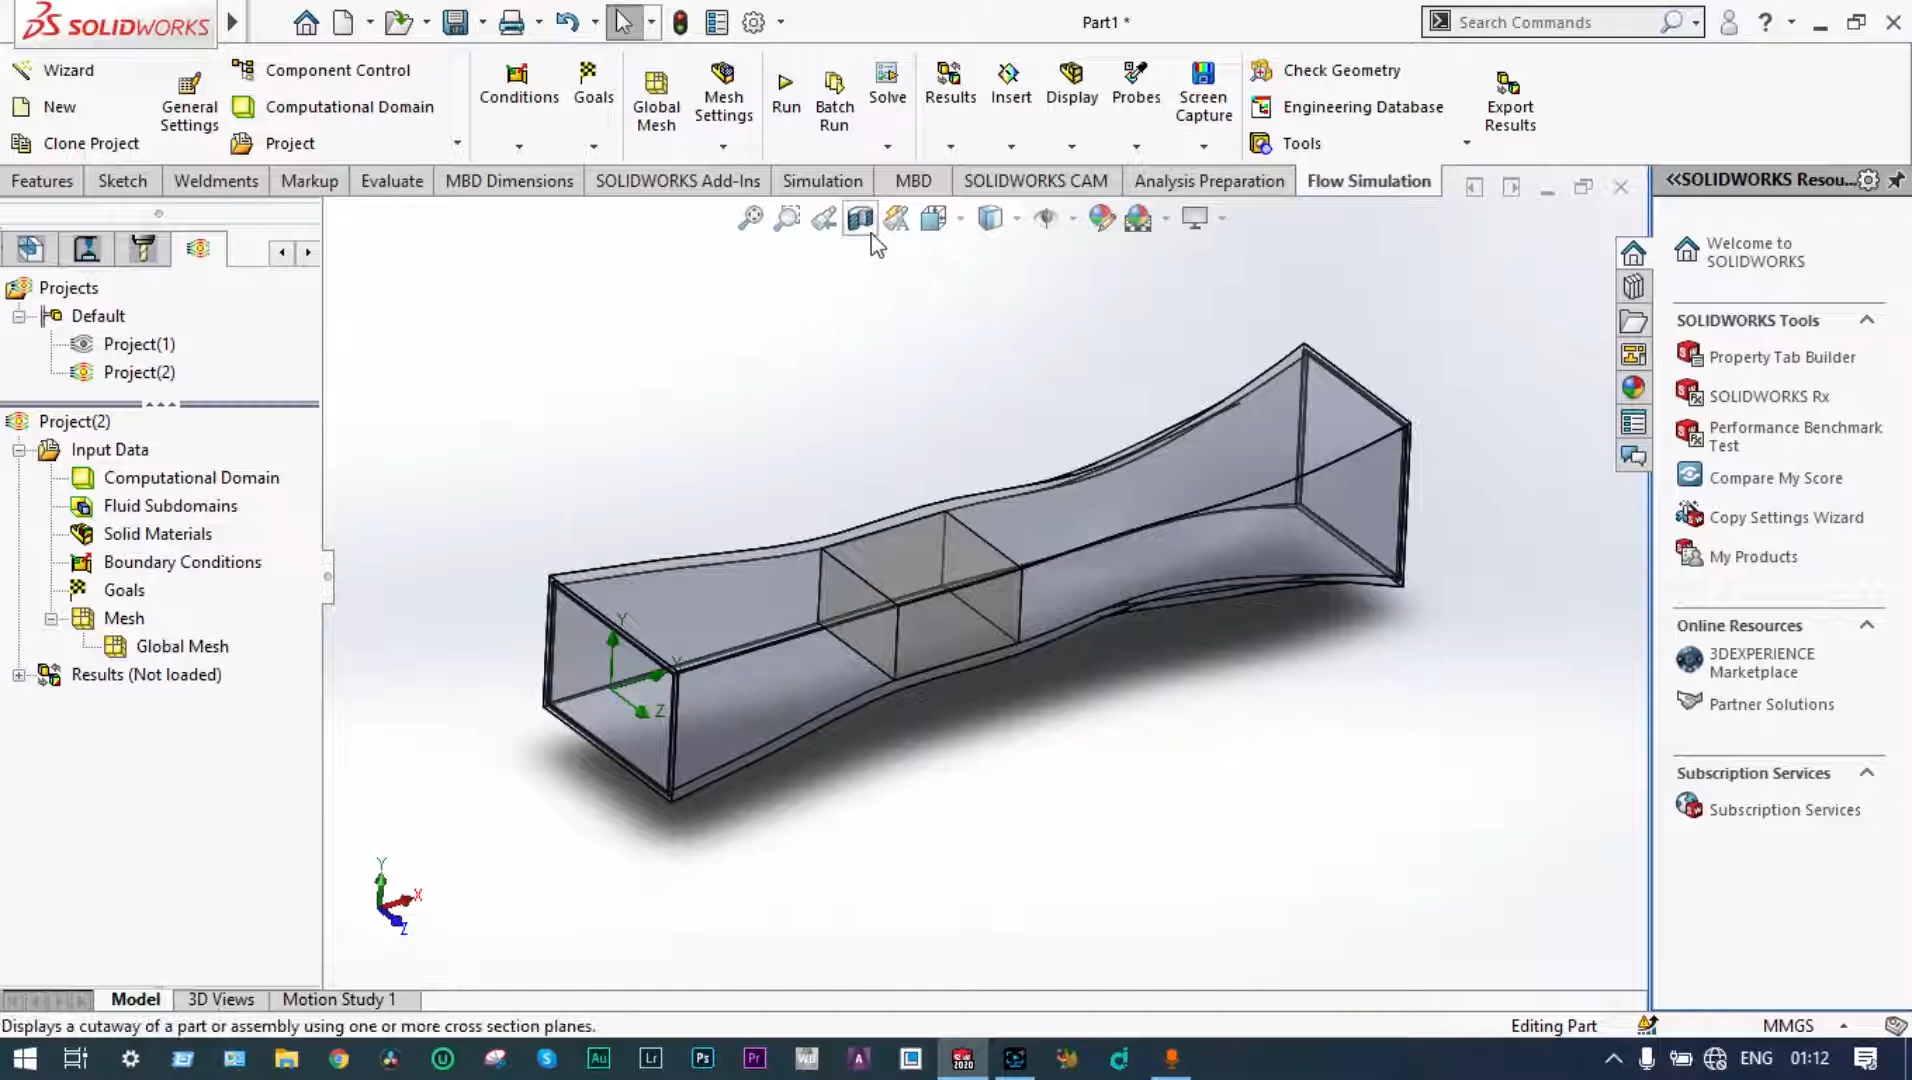 SOLIDWORKS
Part1 *
Search Commands
Wizard
New
Clone Project
General
Settings
Component Control
Computational Domain
Project
Conditions
Goals
Global
Mesh
Mesh
Settings
Run
Batch
Run
Solve
Results
Insert
Display
Probes
Screen
Capture
Check Geometry
Engineering Database
Tools
Export
Results
Features
Sketch
Weldments
Markup
Evaluate
MBD Dimensions
SOLIDWORKS Add-Ins
Simulation
MBD
SOLIDWORKS CAM
Analysis Preparation
Flow Simulation
SOLIDWORKS Resou...
Projects
Default
Project(1)
Project(2)
Project(2)
Input Data
Computational Domain
Fluid Subdomains
Solid Materials
Boundary Conditions
Goals
Mesh
Global Mesh
Results (Not loaded)
Y
Z
Y
X
Z
Welcome to
SOLIDWORKS
SOLIDWORKS Tools
Property Tab Builder
SOLIDWORKS Rx
Performance Benchmark
Test
Compare My Score
Copy Settings Wizard
My Products
Online Resources
3DEXPERIENCE
Marketplace
Partner Solutions
Subscription Services
Subscription Services
Model
3D Views
Motion Study 1
Displays a cutaway of a part or assembly using one or more cross section planes.
Editing Part
MMGS
Au
Lr
Ps
Pr
WB
A
SW
2020
ENG
01:12